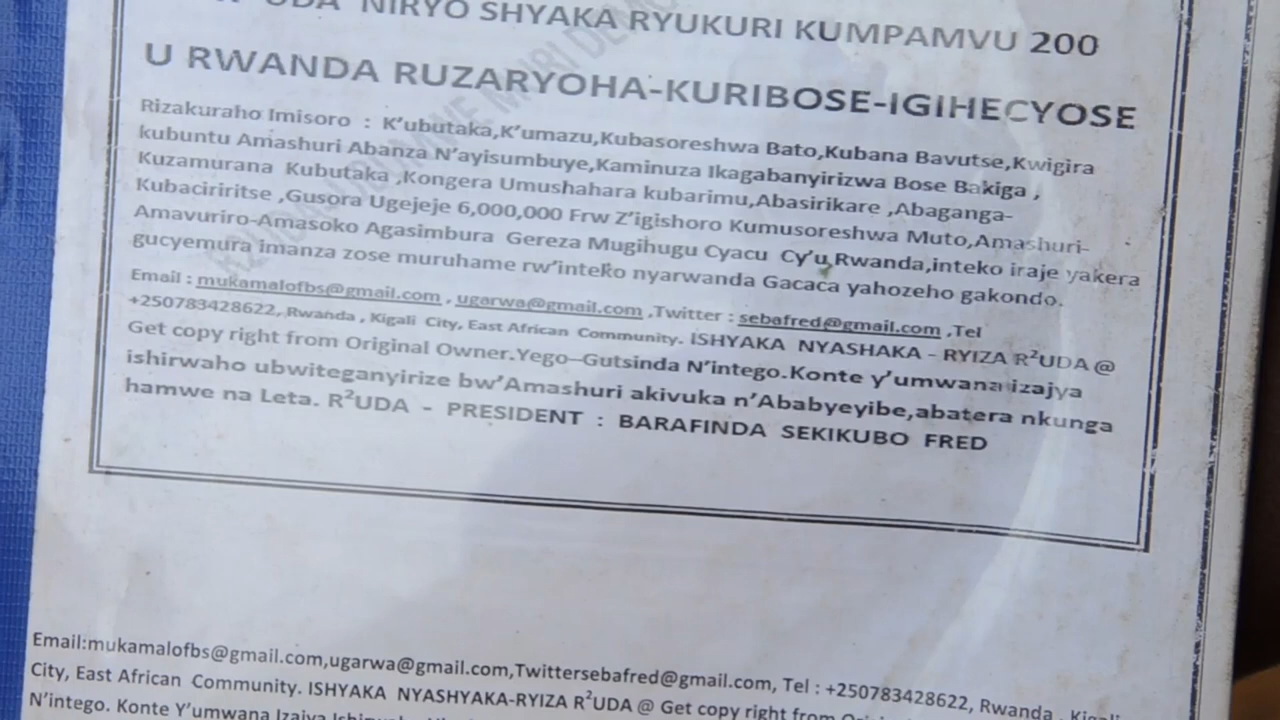 UDA NIRYO SHYAKA RYUKURI KUMPAMVU 200
U RWANDA RUZARYOHA-KURIBOSE-IGIHECYOSE
Rizakuraho Imisoro : K'ubutaka,K'umazu,Kubasoreshwa Bato,Kubana Bavutse,Kwigira
kubuntu Amashuri Abanza N'ayisumbuye,Kaminuza Ikagabanyirizwa Bose Bakiga ,
Kuzamurana Kubutaka ,Kongera Umushahara kubarimu,Abasirikare ,Abaganga-
Kubaciriritse ,Gusora Ugejeje 6,000,000 Frw Z'igishoro Kumusoreshwa Muto,Amashuri-
Amavuriro-Amasoko Agasimbura Gereza Mugihugu Cyacu Cy'u Rwanda,inteko iraje yakera
gucyemura imanza zose muruhame rw'inteko nyarwanda Gacaca yahozeho gakondo.
Email : mukamalofbs@gmail.com , ugarwa@gmail.com ,Twitter : sebafred@gmail.com ,Tel
+250783428622, Rwanda , Kigali City, East African Community. ISHYAKA NYASHAKA - RYIZA R²UDA @
Get copy right from Original Owner.Yego–Gutsinda N'intego.Konte y'umwana izajya
ishirwaho ubwiteganyirize bw'Amashuri akivuka n'Ababyeyibe,abatera nkunga
hamwe na Leta. R²UDA - PRESIDENT : BARAFINDA SEKIKUBO FRED
Email:mukamalofbs@gmail.com,ugarwa@gmail.com,Twittersebafred@gmail.com, Tel : +250783428622, Rwanda , Kigali
City, East African Community. ISHYAKA NYASHYAKA-RYIZA R²UDA @ Get copy right from
N'intego. Konte Y'umwana Izajya